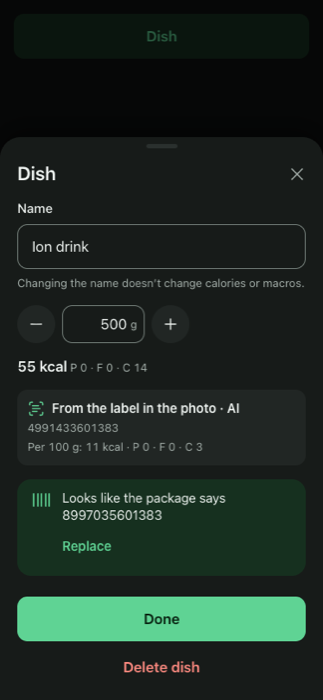 Dish
Dish
Name
Ion drink
Changing the name doesn't change calories or macros.
− 500 g +
55 kcal P 0 · F 0 · C 14
From the label in the photo · AI
4991433601383
Per 100 g: 11 kcal · P 0 · F 0 · C 3
Looks like the package says
8997035601383
Replace
Done
Delete dish